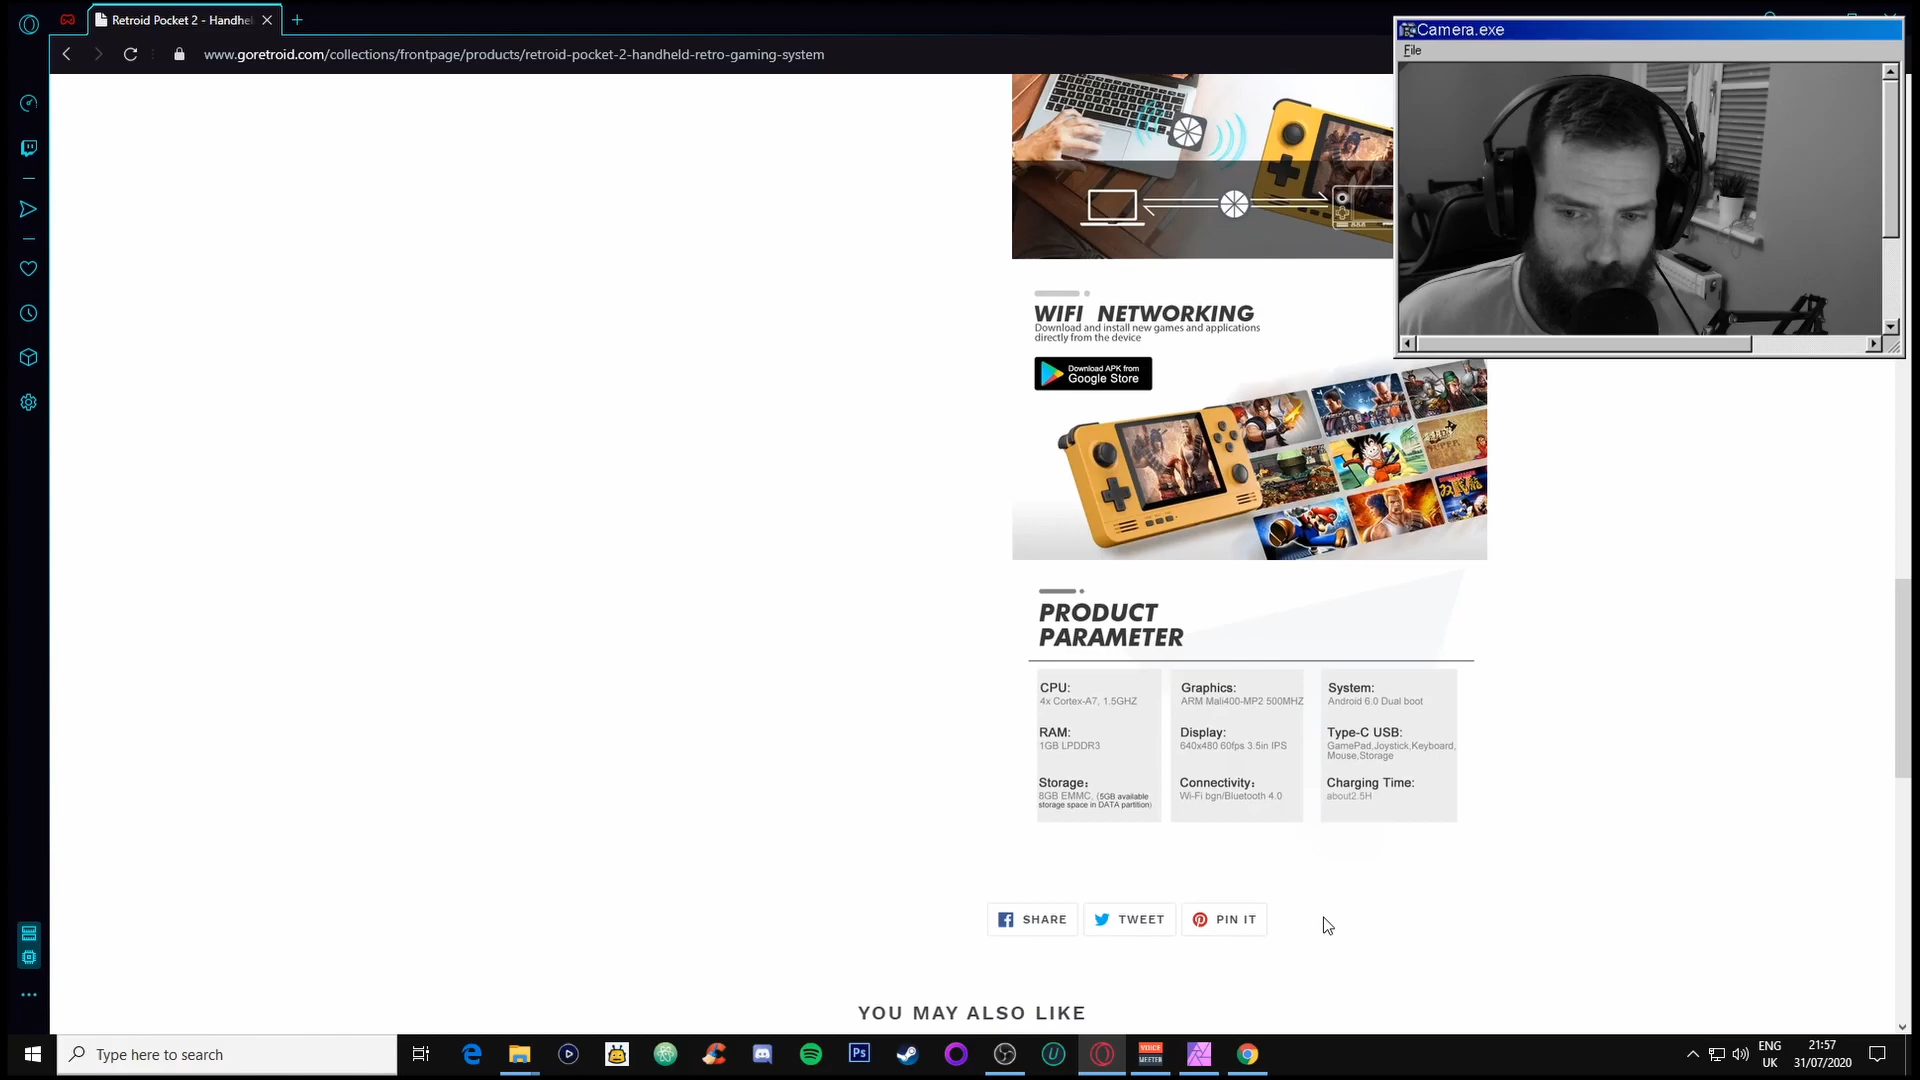 Retroid Pocket 2 - Handhe
www.goretroid.com/collections/frontpage/products/retroid-pocket-2-handheld-retro-gaming-system
Camera.exe
File
WIFI NETWORKING
Download and install new games and applications
directly from the device
Download APK from
Google Store
PRODUCT
PARAMETER
CPU:
4x Cortex-A7, 1.5GHZ
Graphics:
ARM Mali400-MP2 500MHZ
System:
Android 6.0 Dual boot
RAM:
1GB LPDDR3
Display:
640x480 60fps 3.5in IPS
Type-C USB:
GamePad,Joystick,Keyboard,
Mouse,Storage
Storage:
8GB EMMC, (5GB available
storage space in DATA partition)
Connectivity:
Wi-Fi bgn/Bluetooth 4.0
Charging Time:
about2.5H
SHARE
TWEET
PIN IT
YOU MAY ALSO LIKE
Type here to search
Ps
VOICE
MEETER
ENG
UK
21:57
31/07/2020